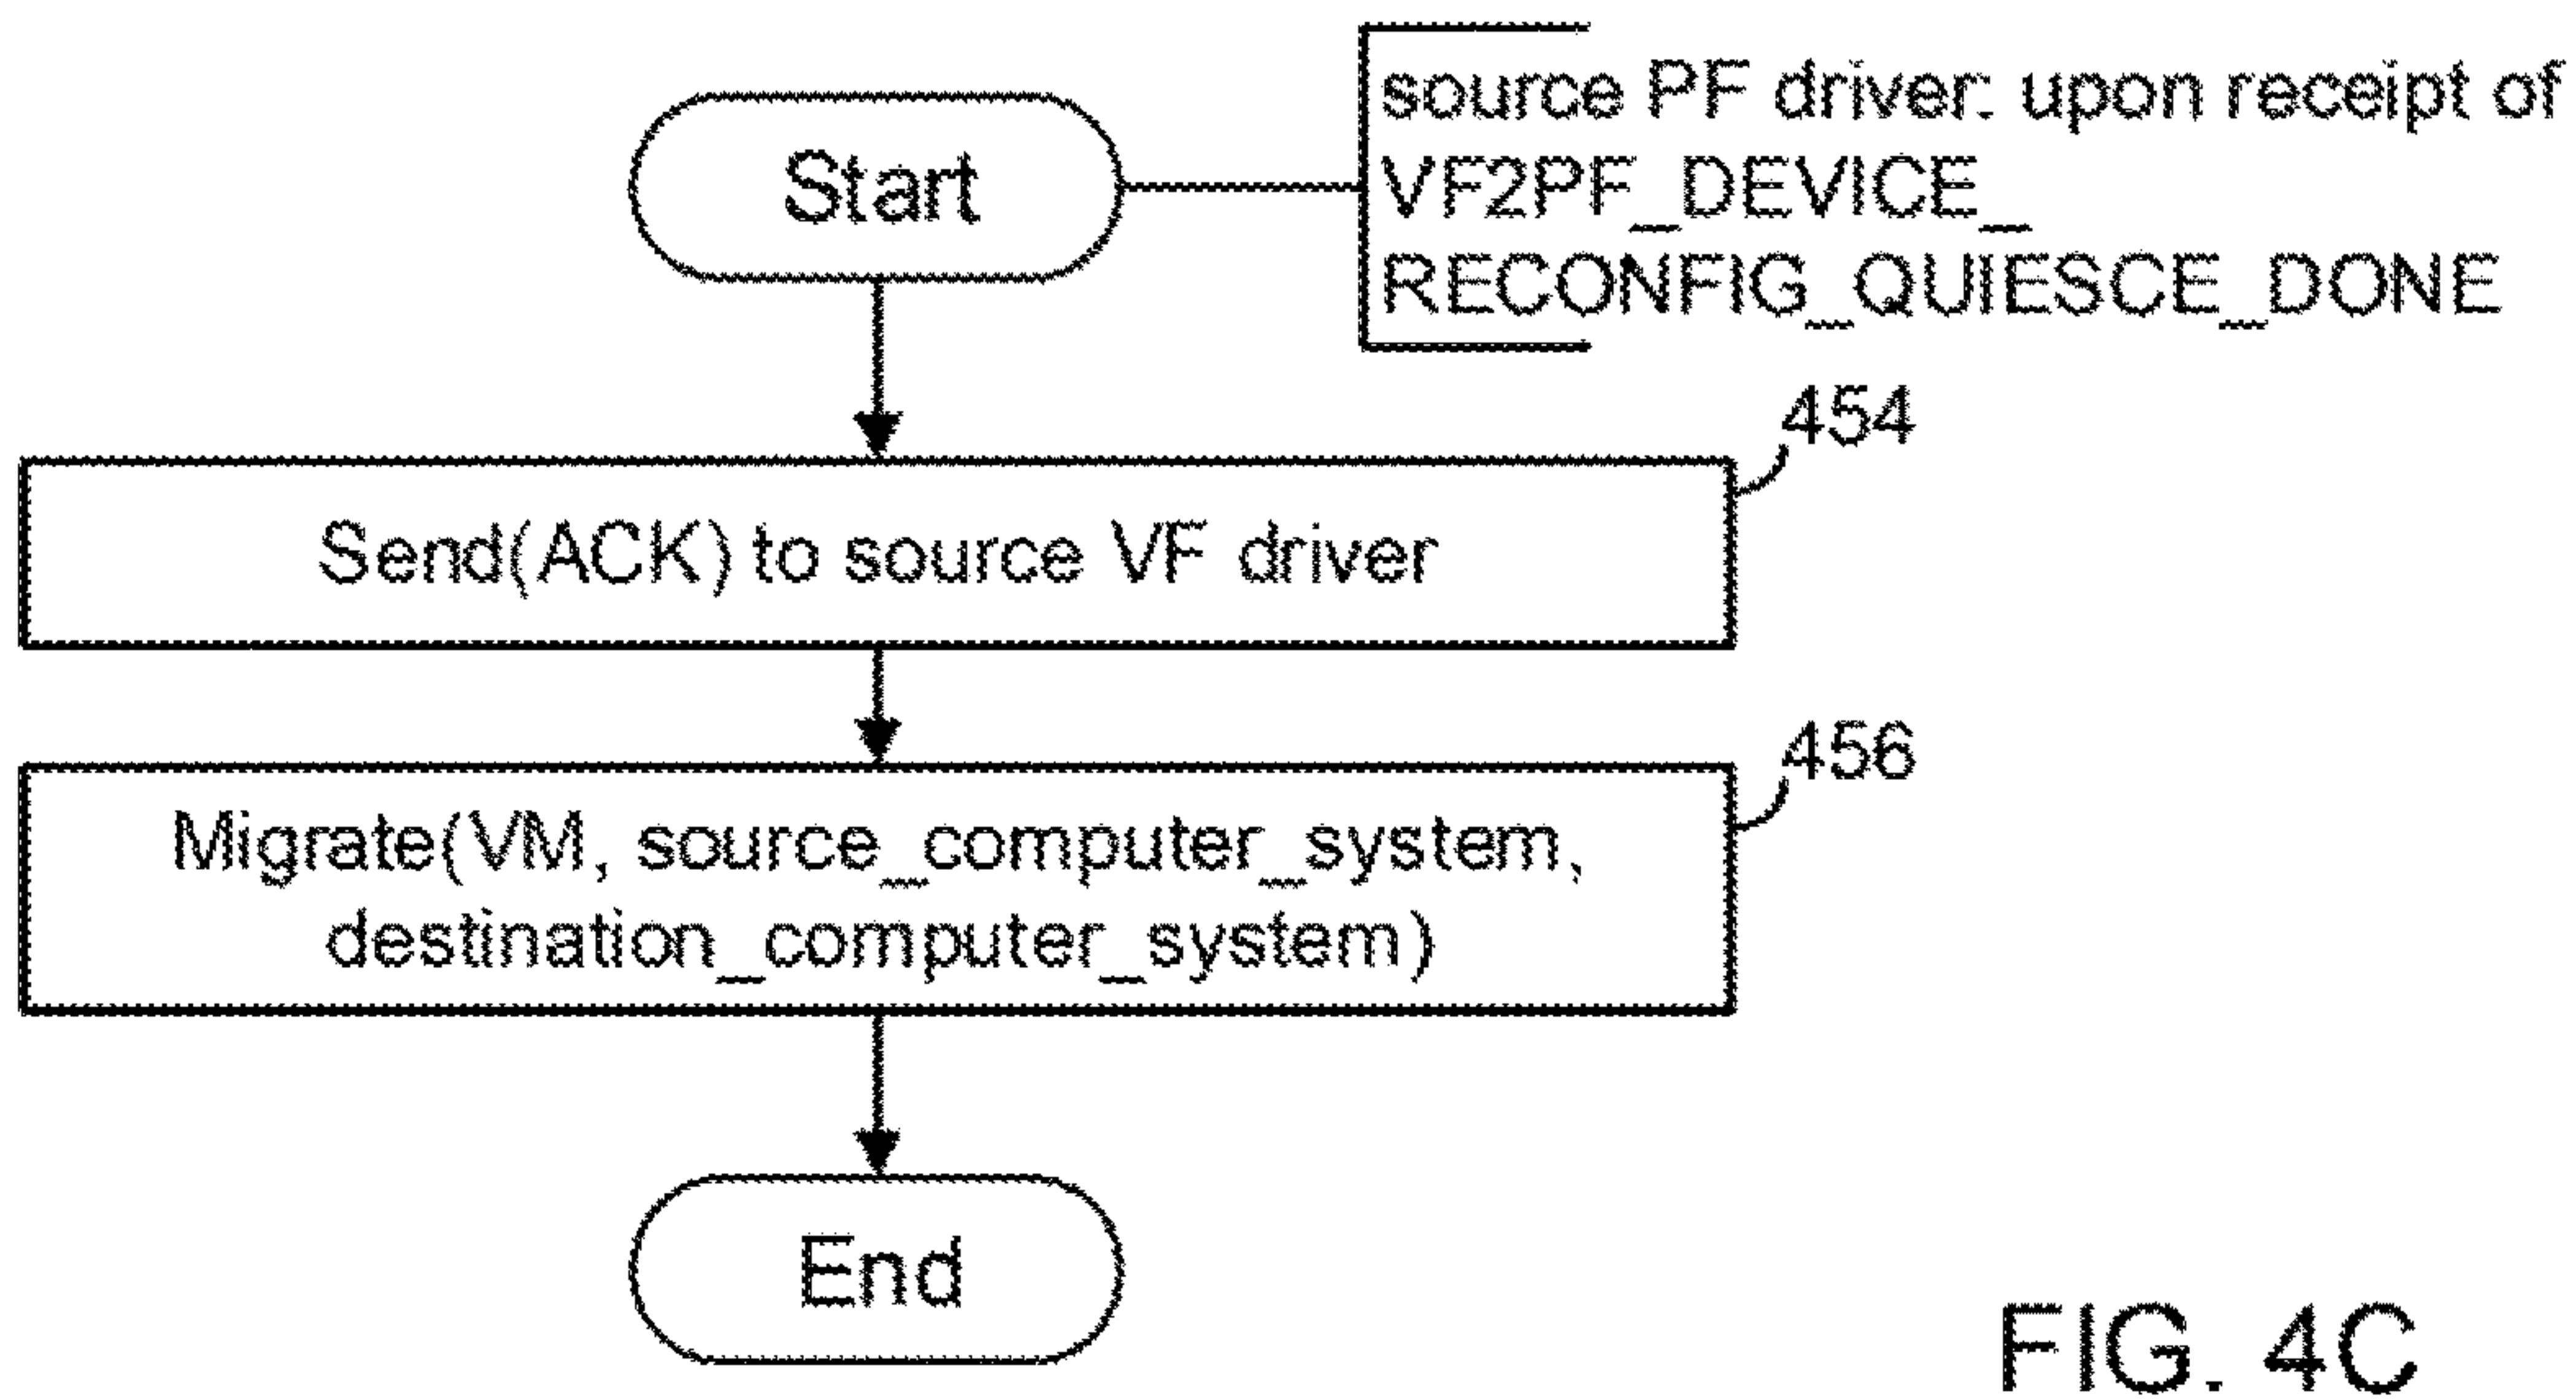 Start
source PF driver: upon receipt of
VF2PF_DEVICE_
RECONFIG_QUIESCE_DONE
454
Send(ACK) to source VF driver
456
Migrate(VM, source_computer_system,
destination_computer_system)
End
FIG. 4C